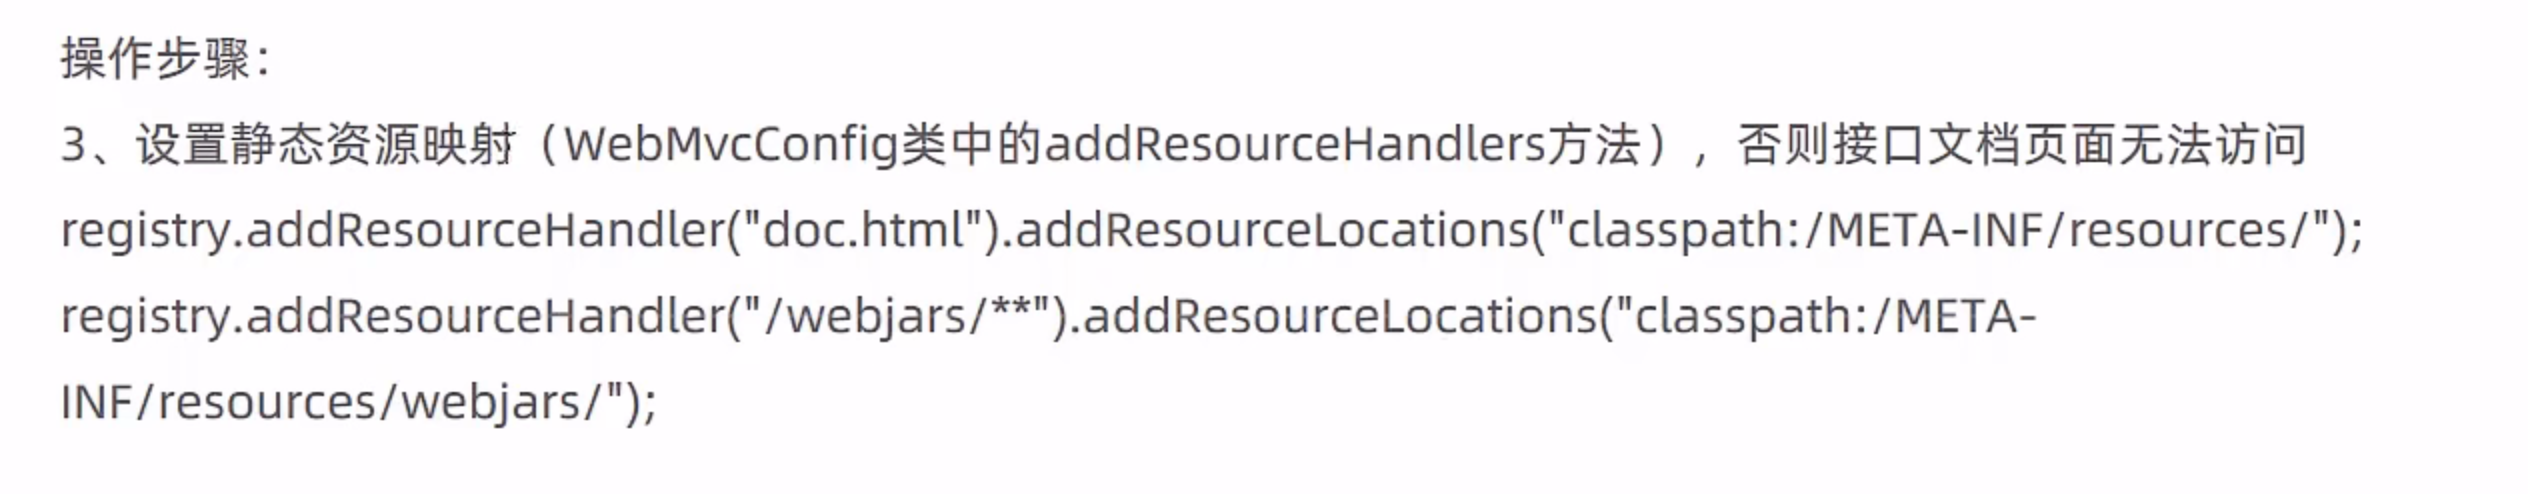 操作步骤：
3、设置静态资源映射（WebMvcConfig类中的addResourceHandlers方法），否则接口文档页面无法访问
registry.addResourceHandler("doc.html").addResourceLocations("classpath:/META-INF/resources/");
registry.addResourceHandler("/webjars/**").addResourceLocations("classpath:/META-
INF/resources/webjars/");